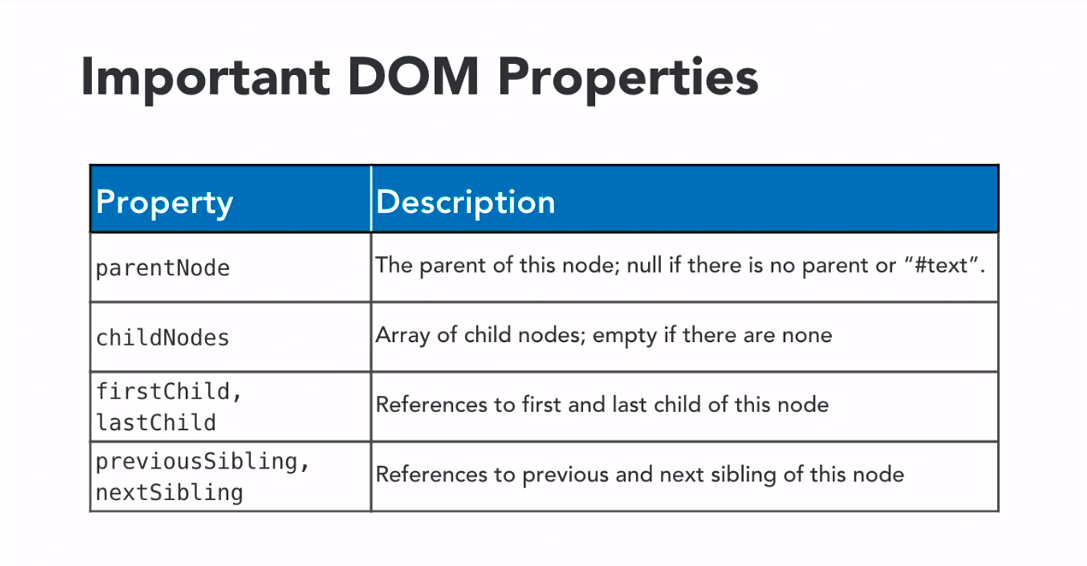 Important DOM Properties
Property Description
parentNode The parent of this node; null if there is no parent or “#text”.
childNodes Array of child nodes; empty if there are none
firstChild,
lastChild References to first and last child of this node
previousSibling,
nextSibling References to previous and next sibling of this node